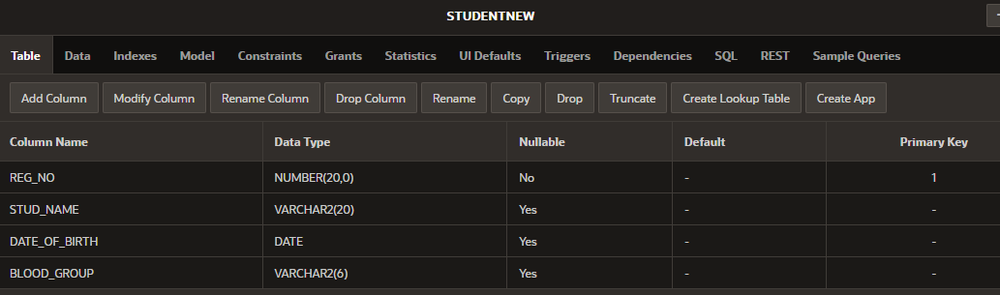 STUDENTNEW
Table Data Indexes Model Constraints Grants Statistics UI Defaults Triggers Dependencies SQL REST Sample Queries
Add Column Modify Column Rename Column Drop Column Rename Copy Drop Truncate Create Lookup Table Create App
Column Name Data Type Nullable Default Primary Key
REG_NO NUMBER(20,0) No - 1
STUD_NAME VARCHAR2(20) Yes - -
DATE_OF_BIRTH DATE Yes - -
BLOOD_GROUP VARCHAR2(6) Yes - -